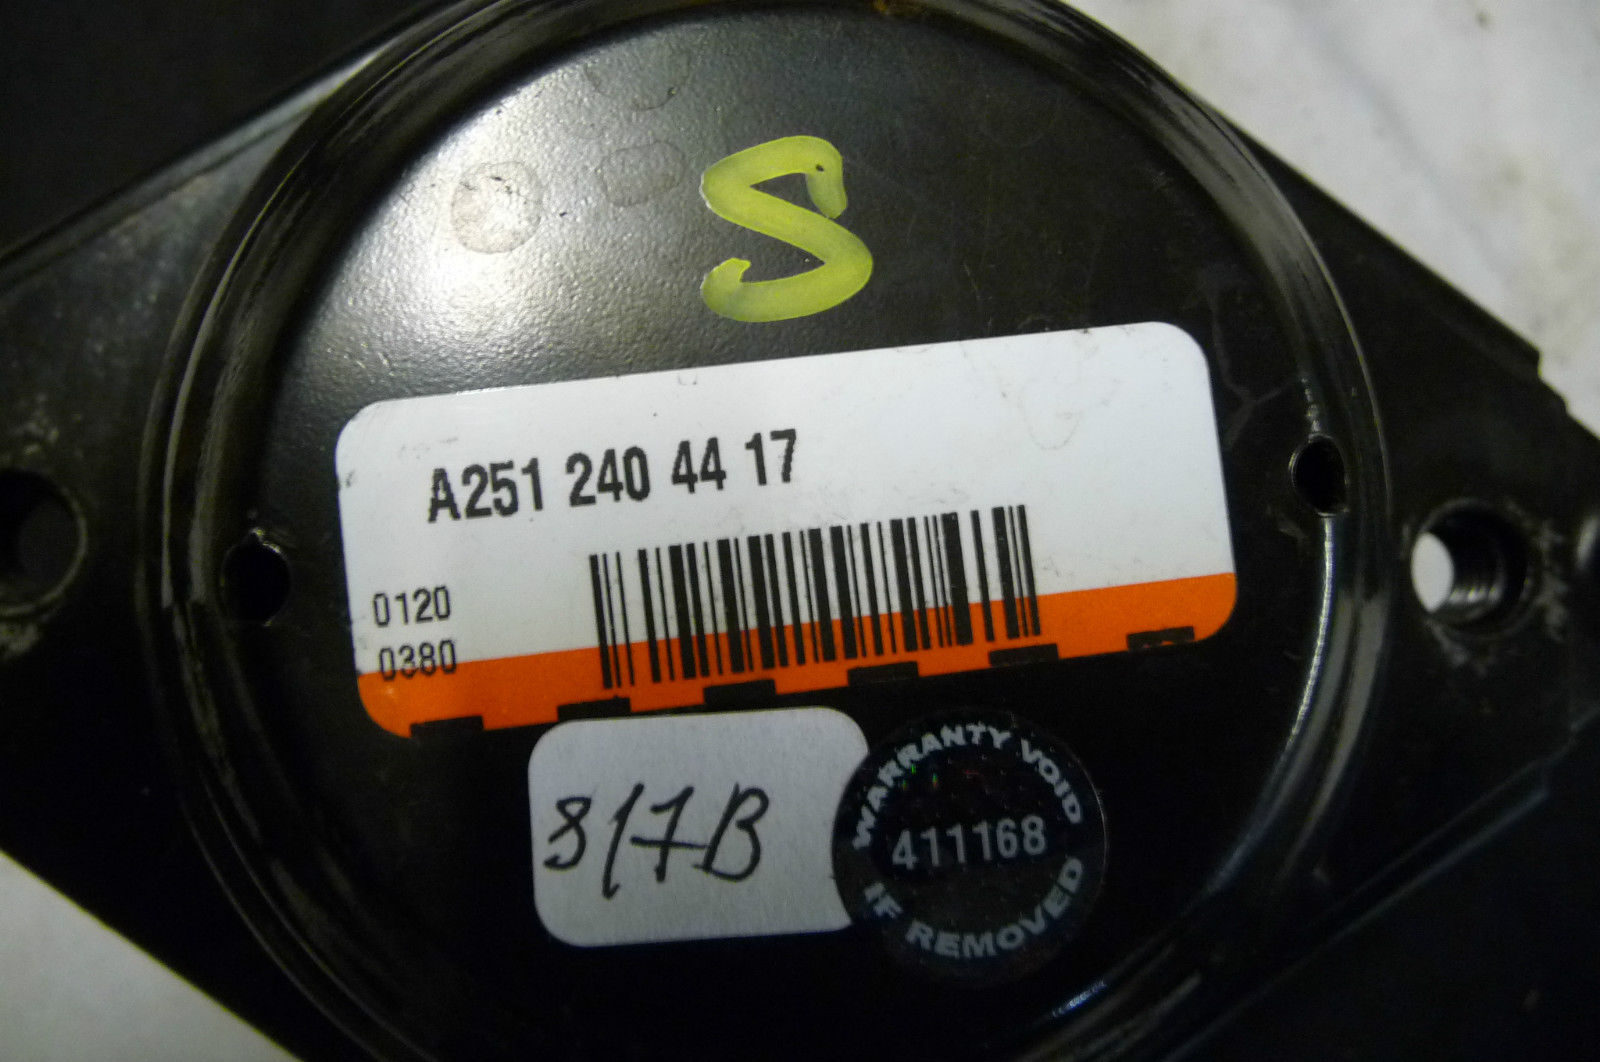 S
A251 240 44 17
0120
0380
817B
WARRANTY VOID
411168
IF REMOVED